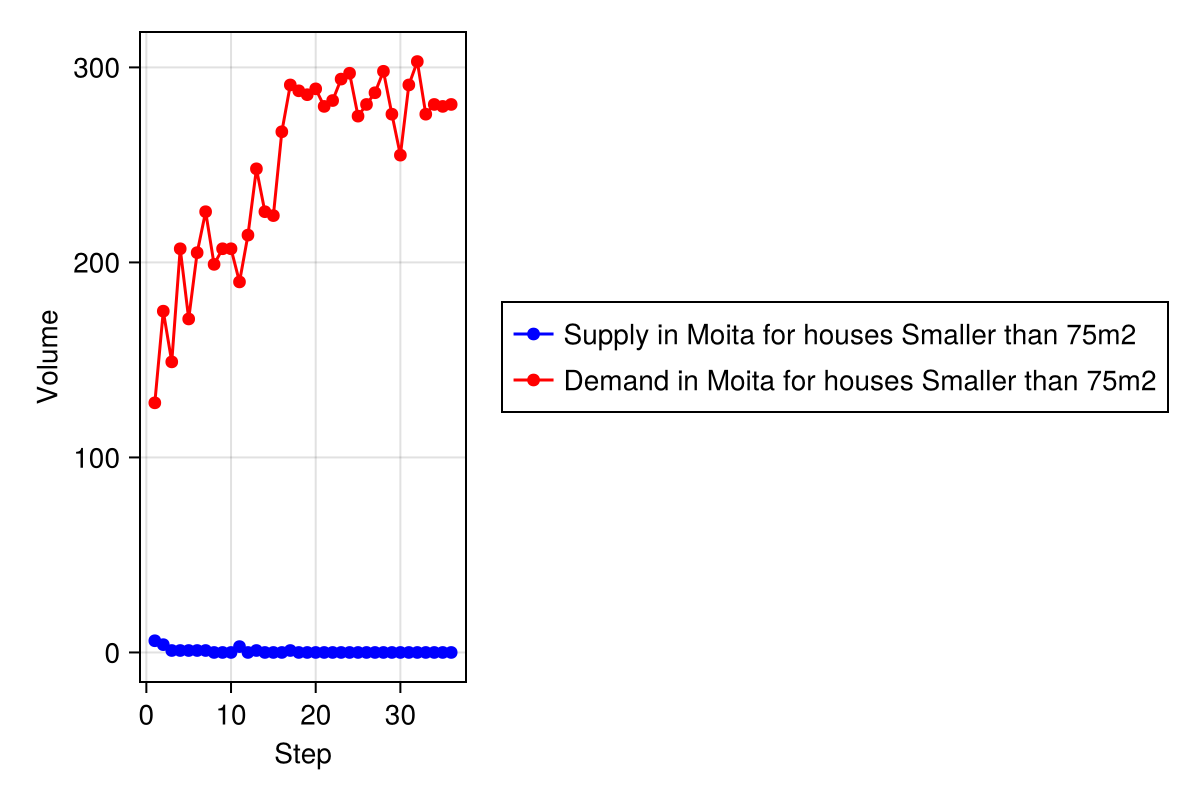 300
200
100
0
Volume
0 10 20 30
Step
Supply in Moita for houses Smaller than 75m2
Demand in Moita for houses Smaller than 75m2